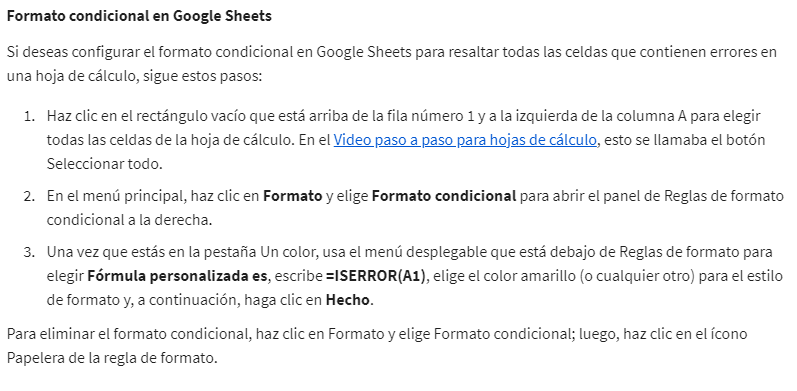 Formato condicional en Google Sheets
Si deseas configurar el formato condicional en Google Sheets para resaltar todas las celdas que contienen errores en
una hoja de cálculo, sigue estos pasos:
1. Haz clic en el rectángulo vacío que está arriba de la fila número 1 y a la izquierda de la columna A para elegir
todas las celdas de la hoja de cálculo. En el Video paso a paso para hojas de cálculo, esto se llamaba el botón
Seleccionar todo.
2. En el menú principal, haz clic en Formato y elige Formato condicional para abrir el panel de Reglas de formato
condicional a la derecha.
3. Una vez que estás en la pestaña Un color, usa el menú desplegable que está debajo de Reglas de formato para
elegir Fórmula personalizada es, escribe =ISERROR(A1), elige el color amarillo (o cualquier otro) para el estilo
de formato y, a continuación, haga clic en Hecho.
Para eliminar el formato condicional, haz clic en Formato y elige Formato condicional; luego, haz clic en el ícono
Papelera de la regla de formato.